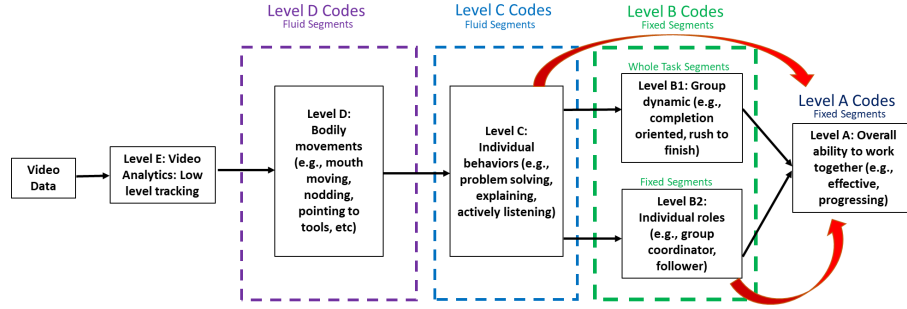 Level D Codes
Fluid Segments
Level C Codes
Fluid Segments
Level B Codes
Fixed Segments
Level A Codes
Fixed Segments
Video
Data
Level E: Video
Analytics: Low
level tracking
Level D:
Bodily
movements
(e.g., mouth
moving,
nodding,
pointing to
tools, etc)
Level C:
Individual
behaviors (e.g.,
problem solving,
explaining,
actively listening)
Whole Task Segments
Level B1: Group
dynamic (e.g.,
completion
oriented, rush to
finish)
Fixed Segments
Level B2:
Individual roles
(e.g., group
coordinator,
follower)
Level A: Overall
ability to work
together (e.g.,
effective,
progressing)